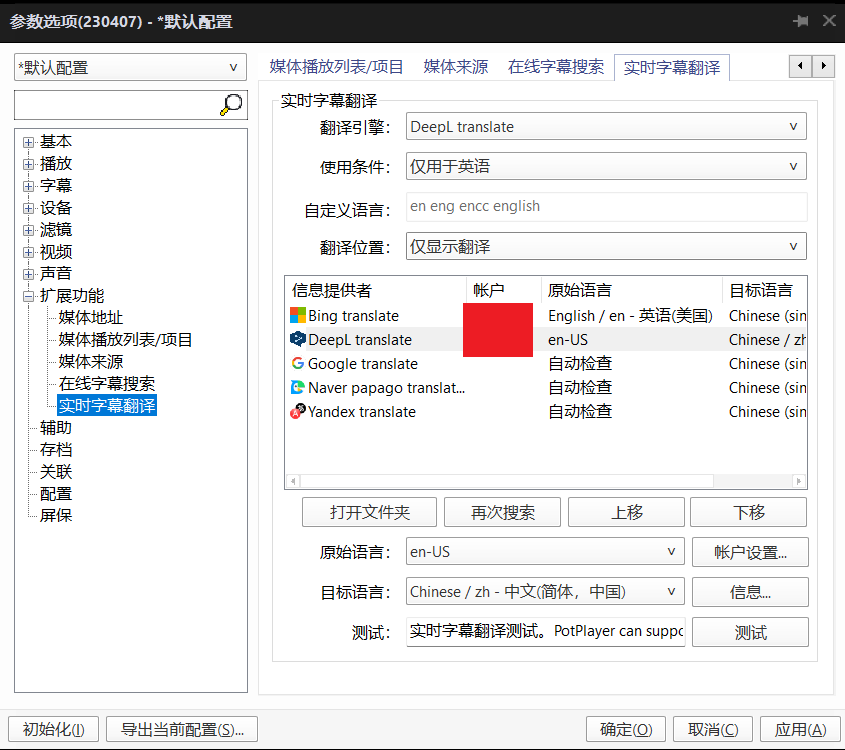 参数选项(230407) - *默认配置
*默认配置
媒体播放列表/项目 媒体来源 在线字幕搜索 实时字幕翻译
基本
播放
字幕
设备
滤镜
视频
声音
扩展功能
媒体地址
媒体播放列表/项目
媒体来源
在线字幕搜索
实时字幕翻译
辅助
存档
关联
配置
屏保
实时字幕翻译
翻译引擎: DeepL translate
使用条件: 仅用于英语
自定义语言: en eng encc english
翻译位置: 仅显示翻译
信息提供者 帐户 原始语言 目标语言
Bing translate English / en - 英语(美国) Chinese (sin
DeepL translate en-US Chinese / zh
Google translate 自动检查 Chinese (sin
Naver papago translat... 自动检查 Chinese (sin
Yandex translate 自动检查 Chinese (sin
打开文件夹 再次搜索 上移 下移
原始语言: en-US 帐户设置...
目标语言: Chinese / zh - 中文(简体，中国) 信息...
测试: 实时字幕翻译测试。PotPlayer can suppo 测试
初始化(I) 导出当前配置(S)... 确定(O) 取消(C) 应用(A)